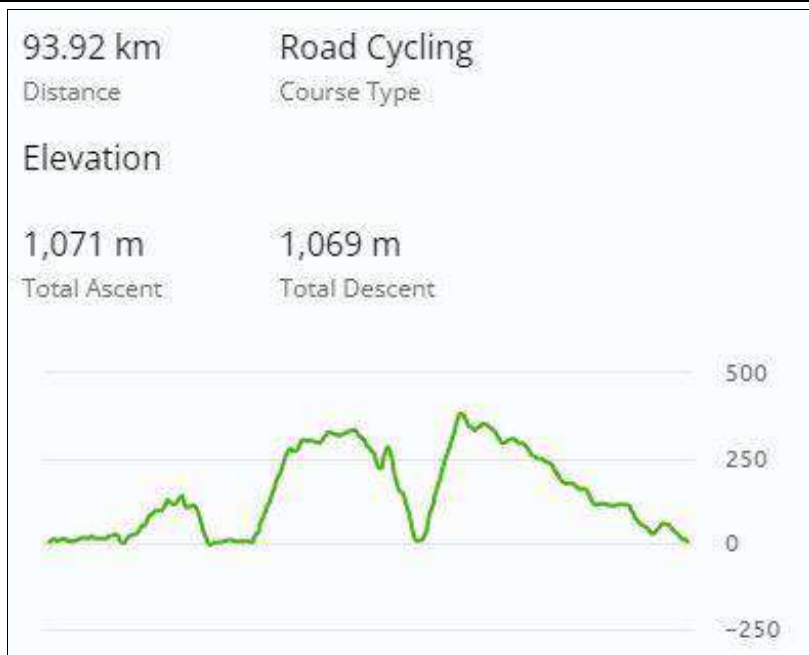 93.92 km Road Cycling
Distance Course Type
Elevation
1,071 m 1,069 m
Total Ascent Total Descent
500
250
0
−250